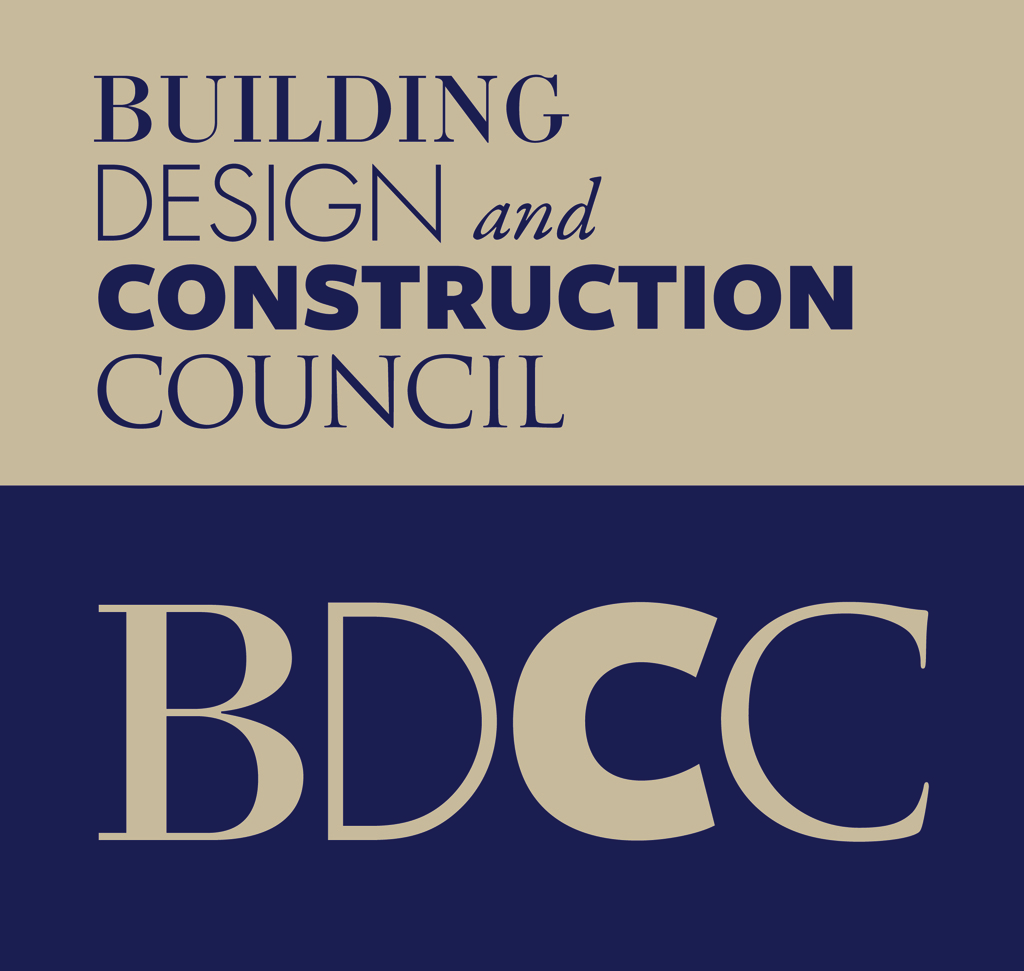 BUILDING
DESIGN and
CONSTRUCTION
COUNCIL
BDCC